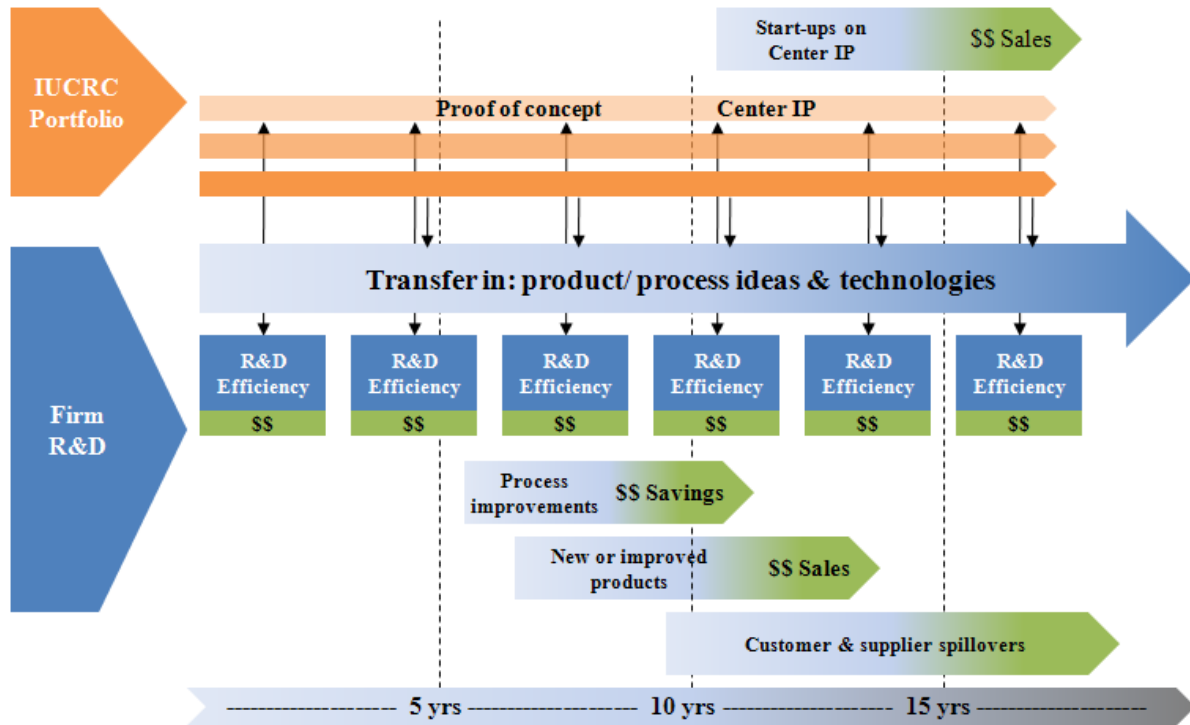 Start-ups on
Center IP
$$ Sales
IUCRC
Portfolio
Proof of concept
Center IP
Transfer in: product/ process ideas & technologies
R&D
Efficiency
$$
R&D
Efficiency
$$
R&D
Efficiency
$$
R&D
Efficiency
$$
R&D
Efficiency
$$
R&D
Efficiency
$$
Firm
R&D
Process
improvements
$$ Savings
New or improved
products
$$ Sales
Customer & supplier spillovers
5 yrs
10 yrs
15 yrs